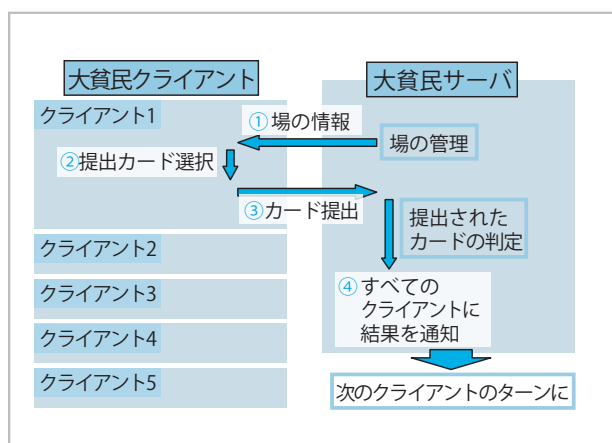 大貧民クライアント
大貧民サーバ
クライアント1
①場の情報
場の管理
②提出カード選択
③カード提出
提出された
カードの判定
クライアント2
クライアント3
クライアント4
クライアント5
④すべての
クライアントに
結果を通知
次のクライアントのターンに